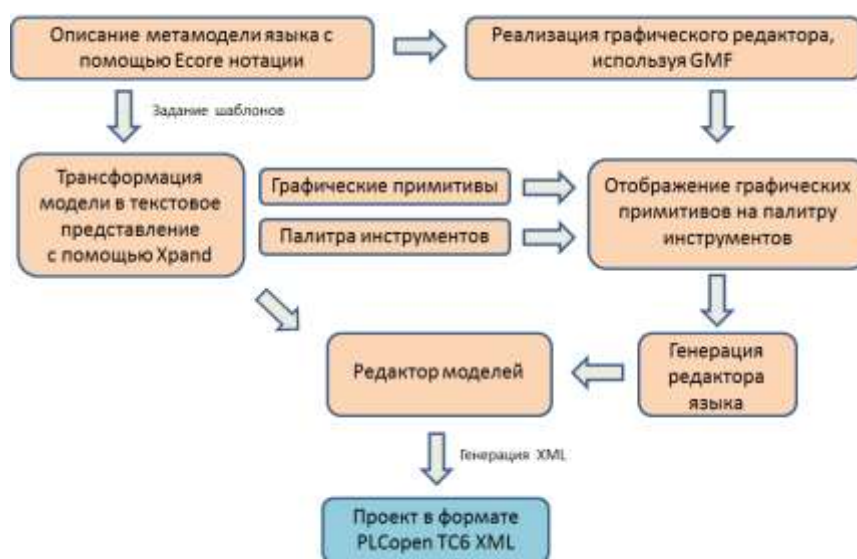 Описание метамодели языка с
помощью Ecore нотации
Реализация графического редактора,
используя GMF
Задание шаблонов
Трансформация
модели в текстовое
представление
с помощью Xpand
Графические примитивы
Палитра инструментов
Отображение графических
примитивов на палитру
инструментов
Редактор моделей
Генерация
редактора
языка
Генерация XML
Проект в формате
PLCopen TC6 XML